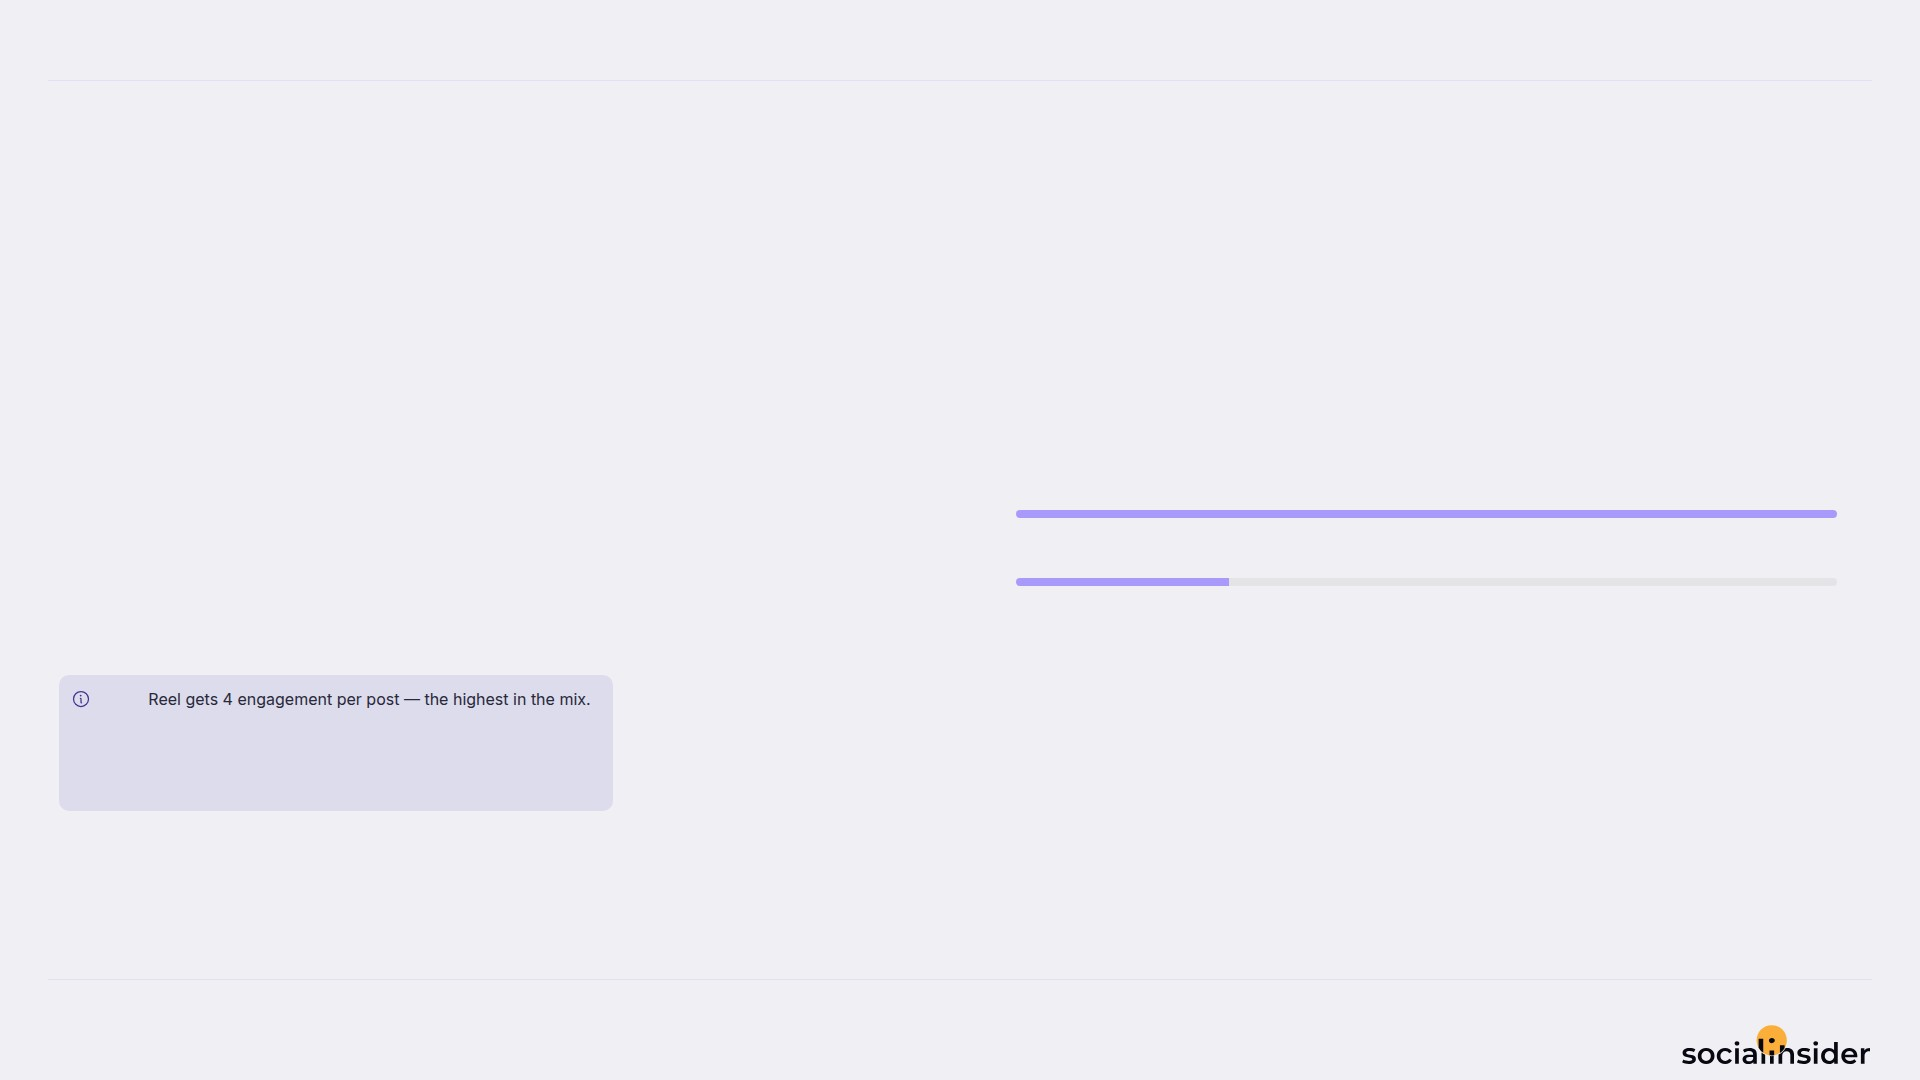 Reel gets 4 engagement per post — the highest in the mix.
socialinsider